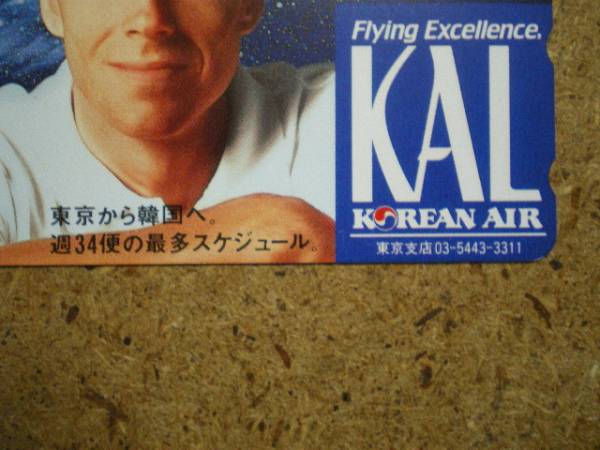 Flying Excellence.
KAL
KOREAN AIR
東京支店 03-5443-3311
東京から韓国へ。
週34便の最多スケジュール。